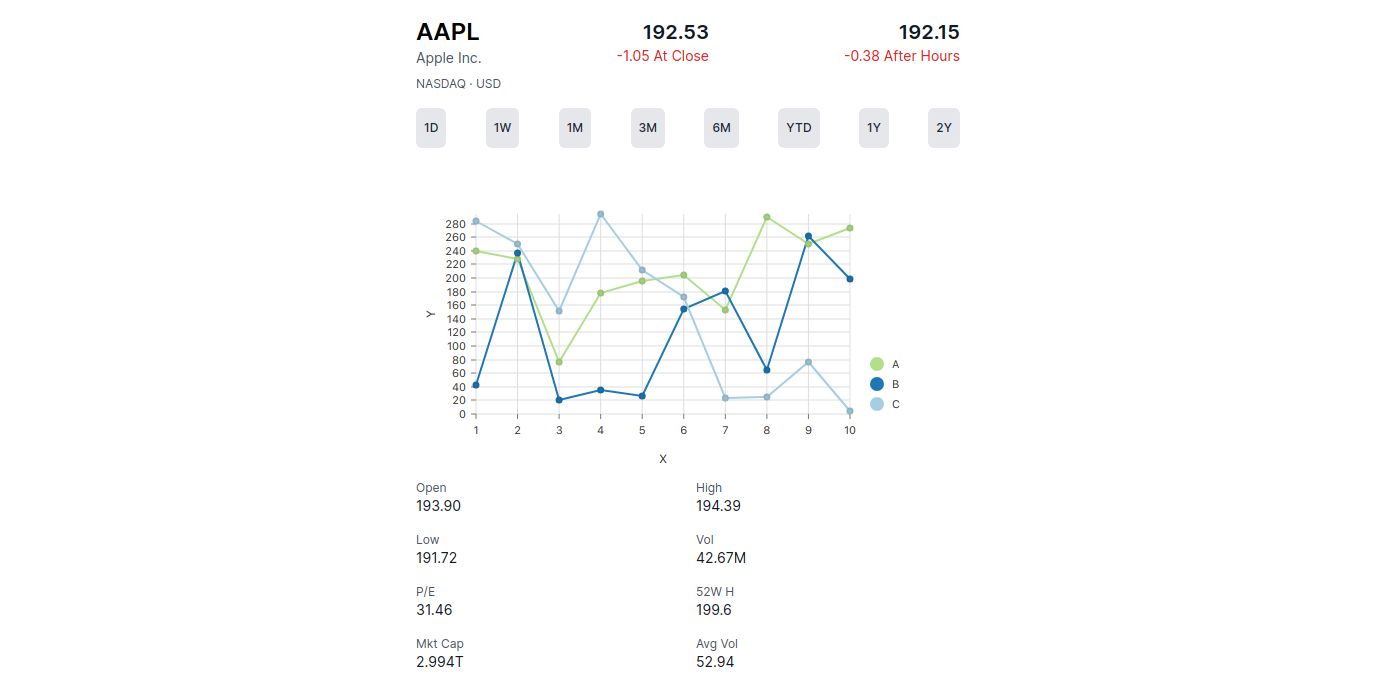 AAPL
192.53
192.15
Apple Inc.
-1.05 At Close
-0.38 After Hours
NASDAQ · USD
1D 1W 1M 3M 6M YTD 1Y 2Y
280
260
240
220
200
180
160
140
120
100
80
60
40
20
0
Y
1 2 3 4 5 6 7 8 9 10
X
A
B
C
Open
193.90
High
194.39
Low
191.72
Vol
42.67M
P/E
31.46
52W H
199.6
Mkt Cap
2.994T
Avg Vol
52.94